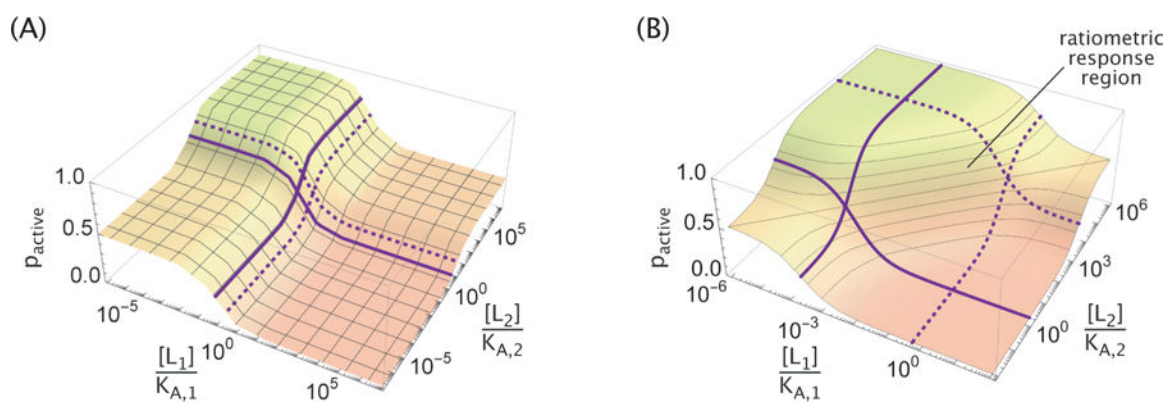 (A)
1.0
0.5
0.0
p_active
10^-5
10^0
10^5
[L_1]
K_A,1
10^-5
10^0
10^5
[L_2]
K_A,2
(B)
ratiometric
response
region
1.0
0.5
0.0
p_active
10^-6
10^-3
10^0
[L_1]
K_A,1
10^0
10^3
10^6
[L_2]
K_A,2